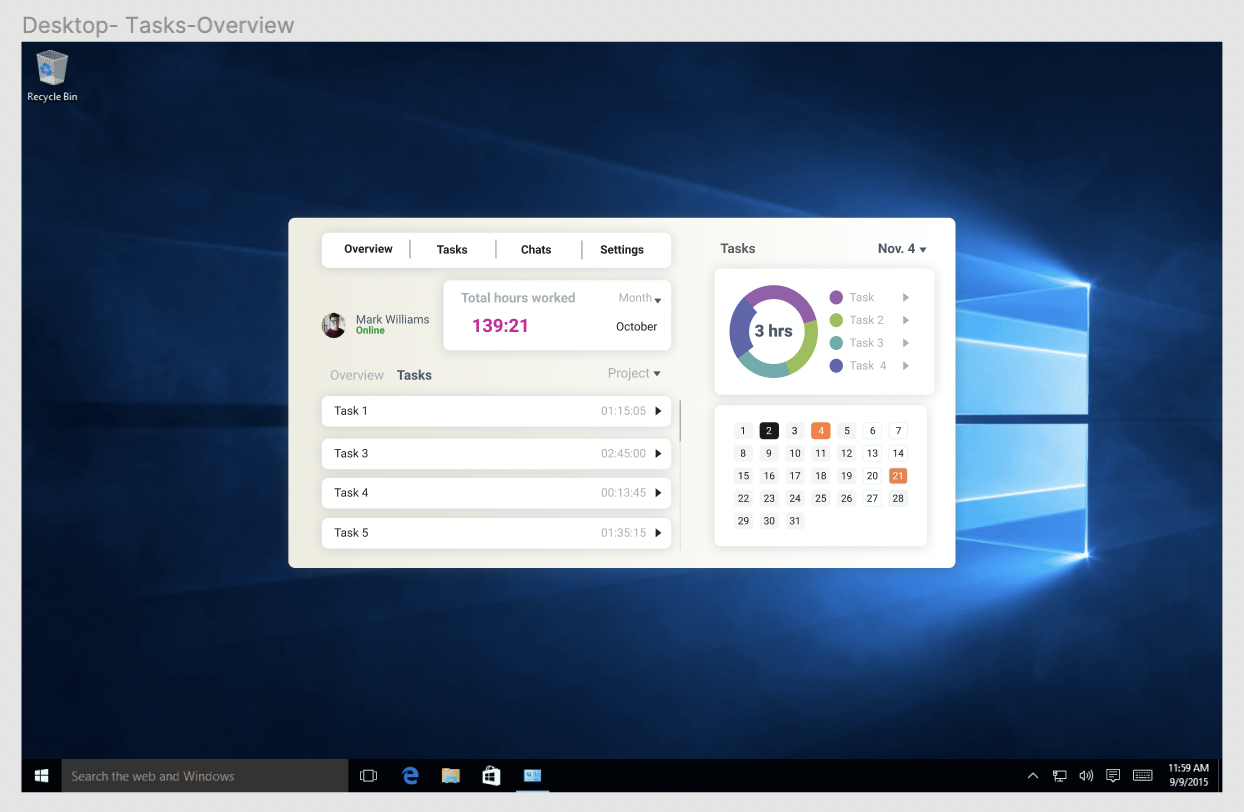 Desktop- Tasks-Overview
Recycle Bin
Overview Tasks Chats Settings
Total hours worked Month
139:21 October
Mark Williams
Online
Overview Tasks Project
Task 1 01:15:05
Task 3 02:45:00
Task 4 00:13:45
Task 5 01:35:15
Tasks Nov. 4
3 hrs
Task
Task 2
Task 3
Task 4
1 2 3 4 5 6 7
8 9 10 11 12 13 14
15 16 17 18 19 20 21
22 23 24 25 26 27 28
29 30 31
Search the web and Windows
11:59 AM
9/9/2015